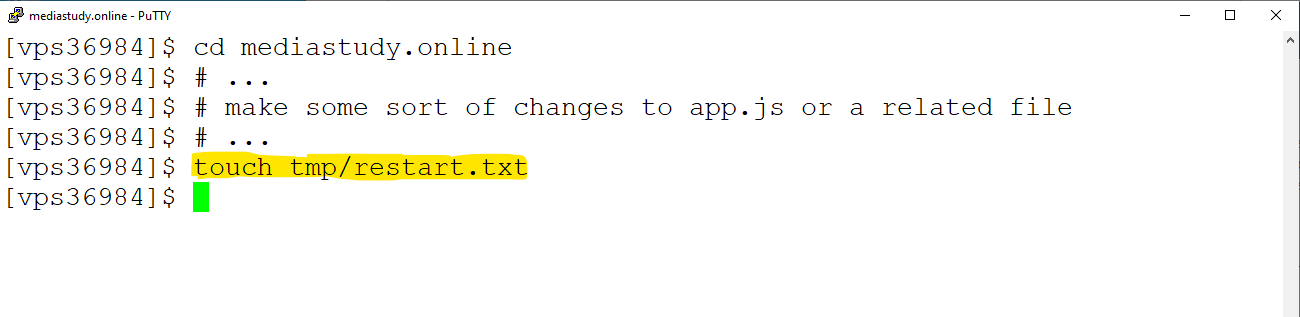 mediastudy.online - PuTTY
[vps36984]$ cd mediastudy.online
[vps36984]$ # ...
[vps36984]$ # make some sort of changes to app.js or a related file
[vps36984]$ # ...
[vps36984]$ touch tmp/restart.txt
[vps36984]$